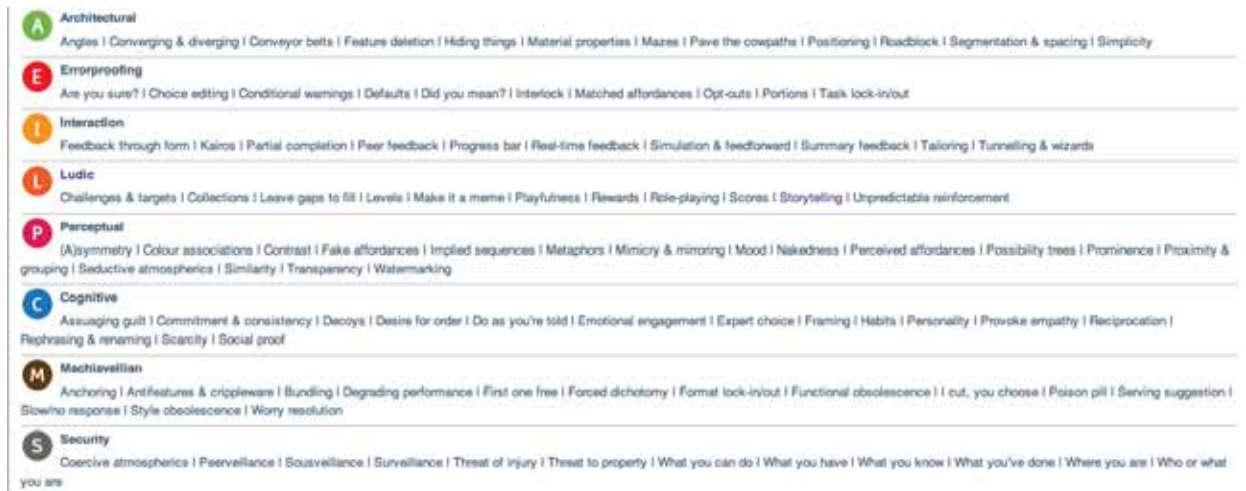 A
Architectural
Angles | Converging & diverging | Conveyor belts | Feature deletion | Hiding things | Material properties | Mazes | Pave the cowpaths | Positioning | Roadblock | Segmentation & spacing | Simplicity
E
Errorproofing
Are you sure? | Choice editing | Conditional warnings | Defaults | Did you mean? | Interlock | Matched affordances | Opt-outs | Portions | Task lock-in/out
I
Interaction
Feedback through form | Kairos | Partial completion | Peer feedback | Progress bar | Real-time feedback | Simulation & feedforward | Summary feedback | Tailoring | Tunnelling & wizards
L
Ludic
Challenges & targets | Collections | Leave gaps to fill | Levels | Make it a meme | Playfulness | Rewards | Role-playing | Scores | Storytelling | Unpredictable reinforcement
P
Perceptual
(A)symmetry | Colour associations | Contrast | Fake affordances | Implied sequences | Metaphors | Mimicry & mirroring | Mood | Nakedness | Perceived affordances | Possibility trees | Prominence | Proximity &
grouping | Seductive atmospherics | Similarity | Transparency | Watermarking
C
Cognitive
Assuaging guilt | Commitment & consistency | Decoys | Desire for order | Do as you're told | Emotional engagement | Expert choice | Framing | Habits | Personality | Provoke empathy | Reciprocation |
Rephrasing & renaming | Scarcity | Social proof
M
Machiavellian
Anchoring | Antifeatures & crippleware | Bundling | Degrading performance | First one free | Forced dichotomy | Format lock-in/out | Functional obsolescence | I cut, you choose | Poison pill | Serving suggestion |
Slow/no response | Style obsolescence | Worry resolution
S
Security
Coercive atmospherics | Peerveillance | Sousveillance | Surveillance | Threat of injury | Threat to property | What you can do | What you have | What you know | What you've done | Where you are | Who or what
you are